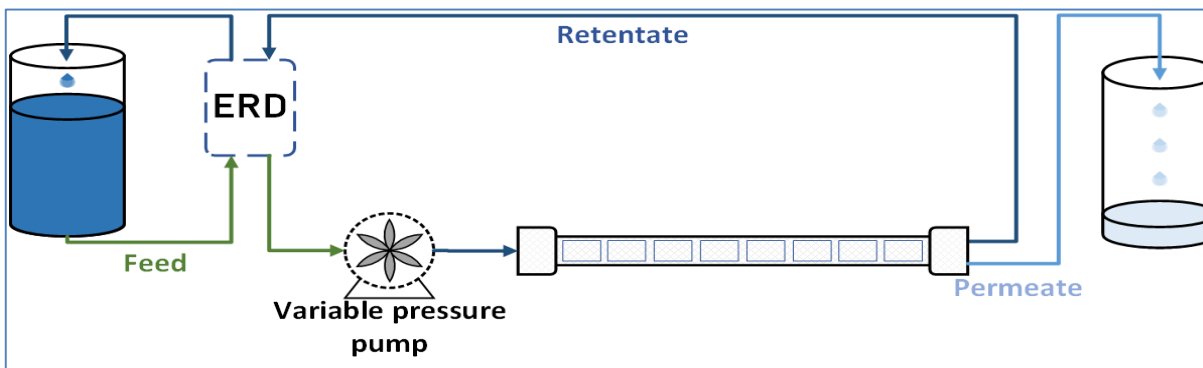 Retentate
ERD
Feed
Variable pressure
pump
Permeate